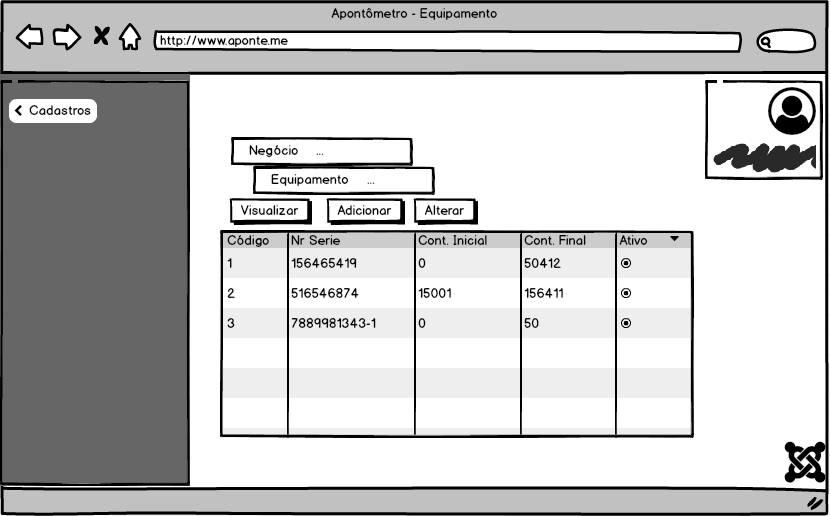 Apontômetro - Equipamento
http://www.aponte.me
Cadastros
Negócio ...
Equipamento ...
Visualizar Adicionar Alterar
Código Nr Serie Cont. Inicial Cont. Final Ativo
1 156465419 0 50412
2 516546874 15001 156411
3 7889981343-1 0 50